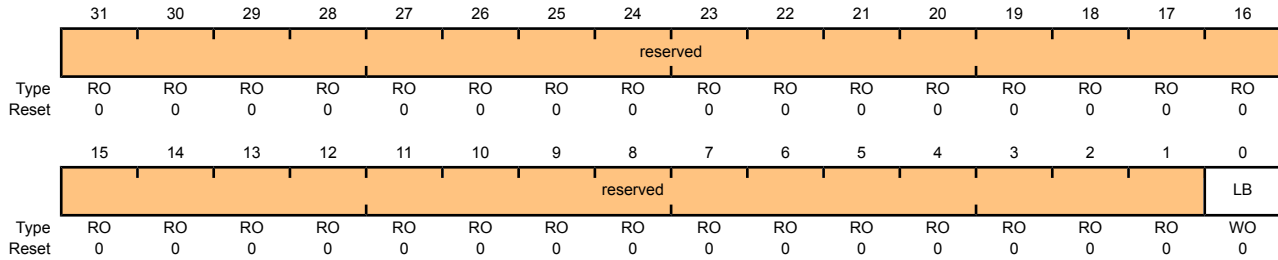 31 30 29 28 27 26 25 24 23 22 21 20 19 18 17 16
reserved
Type RO RO RO RO RO RO RO RO RO RO RO RO RO RO RO RO
Reset 0 0 0 0 0 0 0 0 0 0 0 0 0 0 0 0
15 14 13 12 11 10 9 8 7 6 5 4 3 2 1 0
reserved LB
Type RO RO RO RO RO RO RO RO RO RO RO RO RO RO RO WO
Reset 0 0 0 0 0 0 0 0 0 0 0 0 0 0 0 0